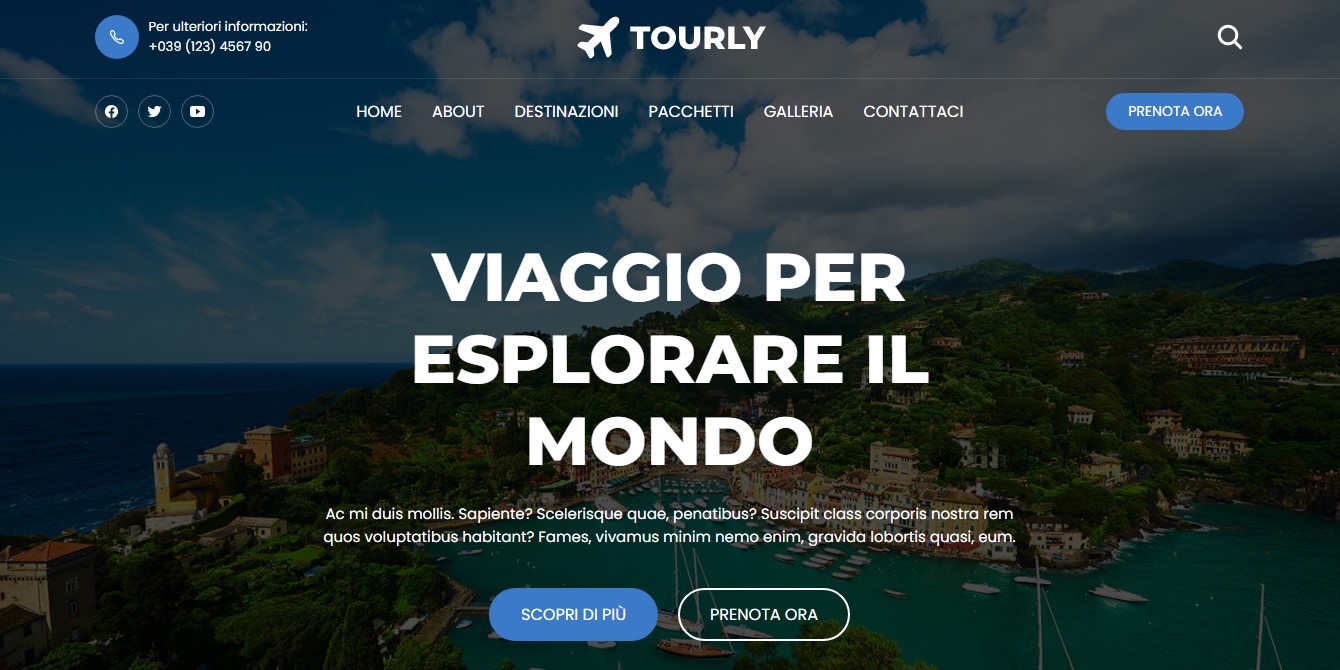 Per ulteriori informazioni:
+039 (123) 4567 90
TOURLY
HOME ABOUT DESTINAZIONI PACCHETTI GALLERIA CONTATTACI
PRENOTA ORA
VIAGGIO PER
ESPLORARE IL
MONDO
Ac mi duis mollis. Sapiente? Scelerisque quae, penatibus? Suscipit class corporis nostra rem
quos voluptatibus habitant? Fames, vivamus minim nemo enim, gravida lobortis quasi, eum.
SCOPRI DI PIÙ
PRENOTA ORA